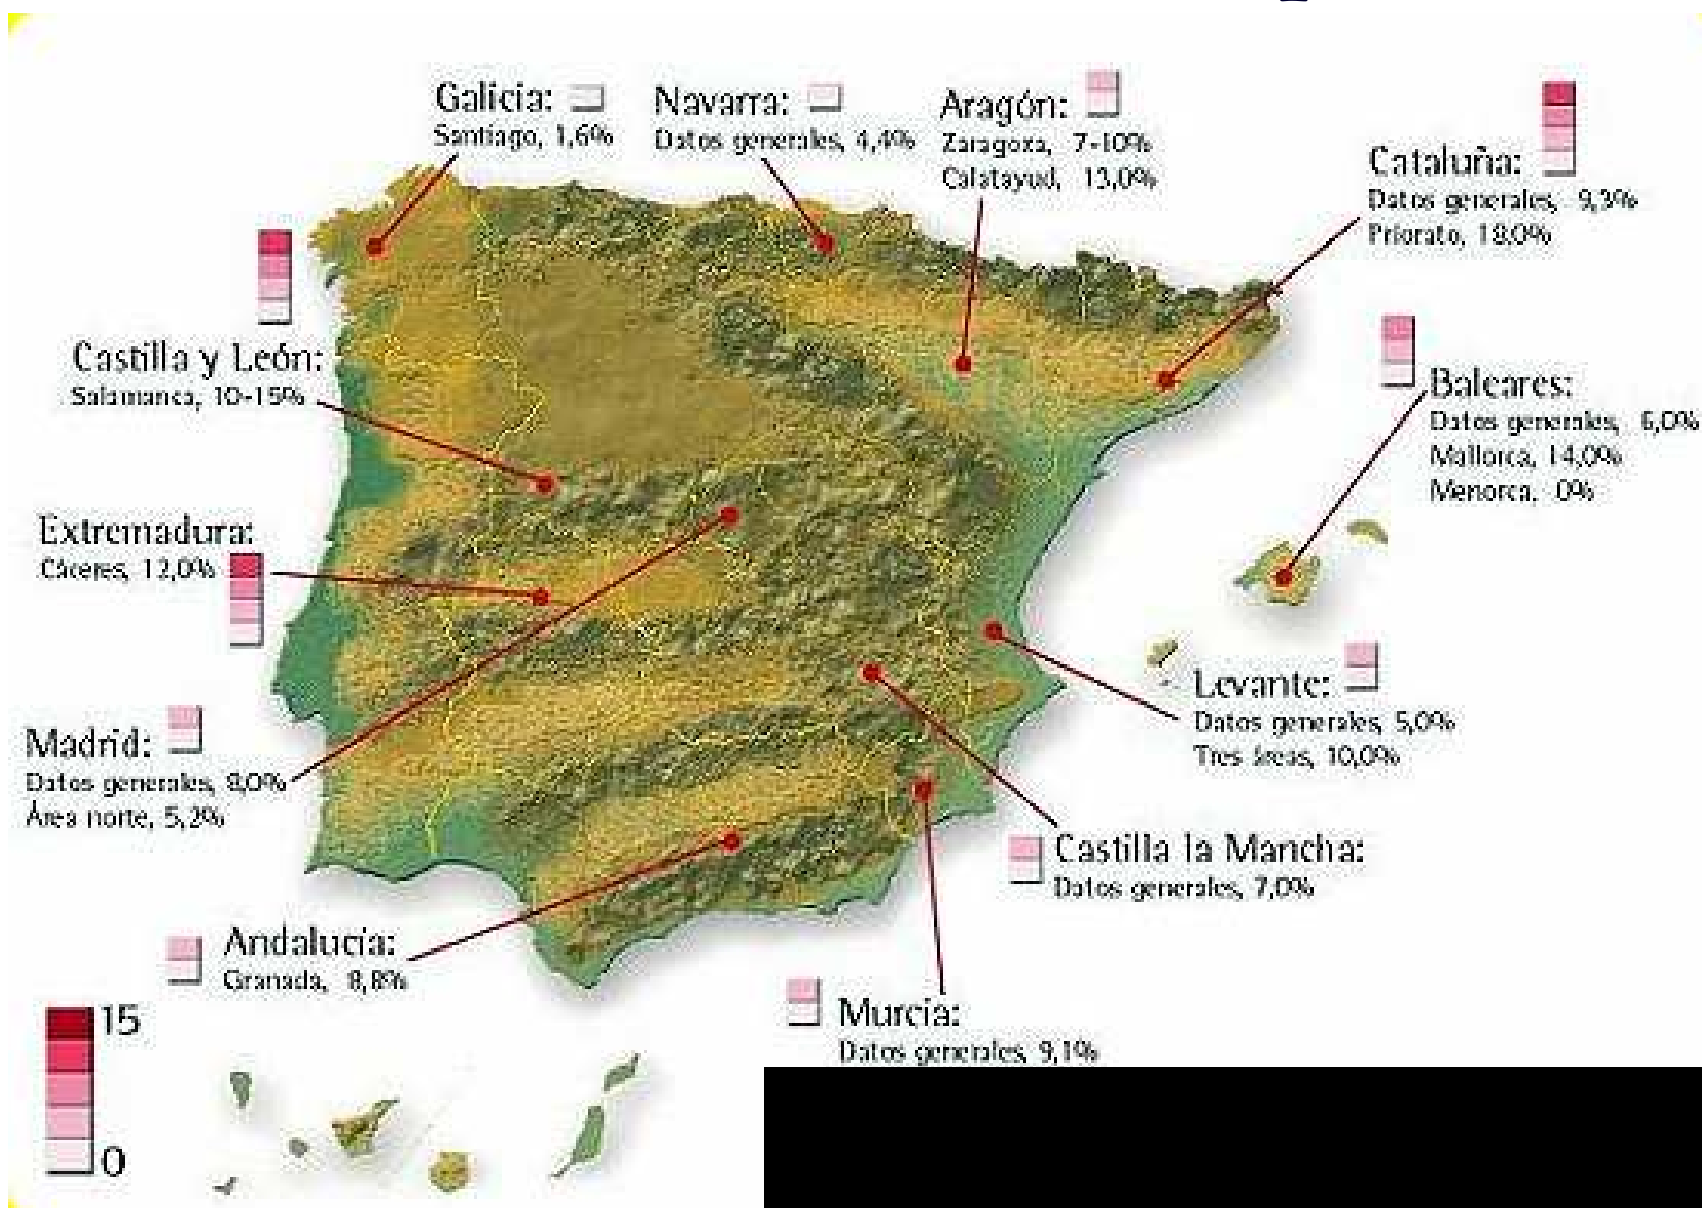 Galicia:
Santiago, 1,6%
Navarra:
Datos generales, 4,4%
Aragón:
Zaragoza, 7-10%
Calatayud, 13,0%
Cataluña:
Datos generales, 9,3%
Priorato, 18,0%
Castilla y León:
Salamanca, 10-15%
Baleares:
Datos generales, 6,0%
Mallorca, 14,0%
Menorca, 0%
Extremadura:
Cáceres, 12,0%
Levante:
Datos generales, 5,0%
Tres áreas, 10,0%
Madrid:
Datos generales, 8,0%
Área norte, 5,2%
Castilla la Mancha:
Datos generales, 7,0%
Andalucía:
Granada, 8,8%
Murcia:
Datos generales, 9,1%
15
0